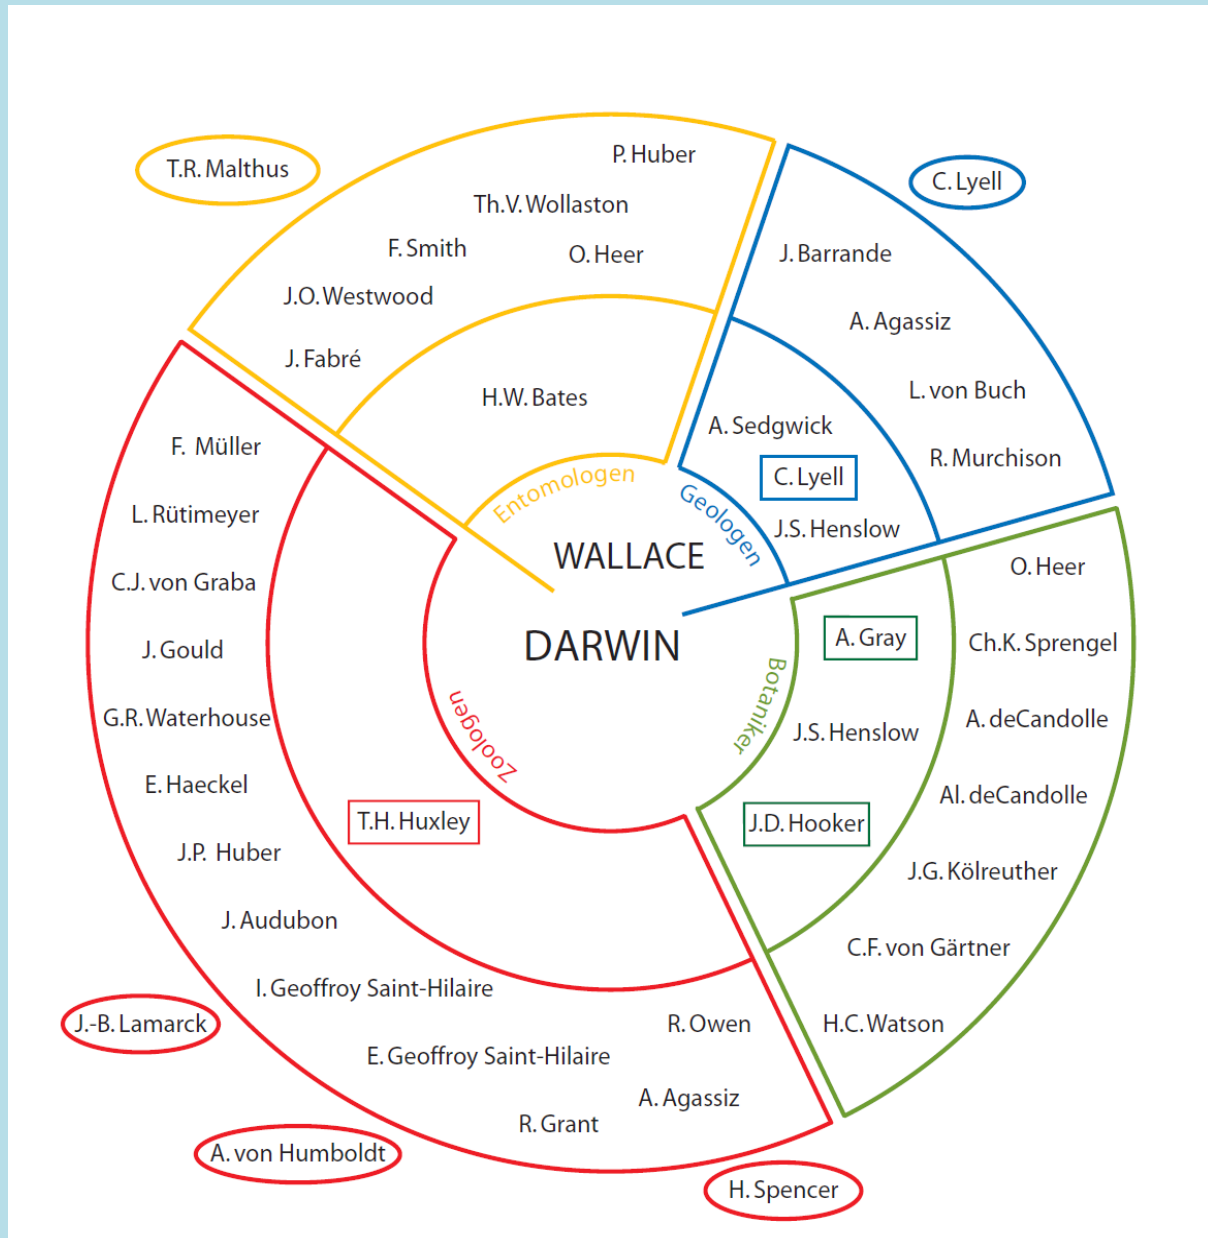 T.R. Malthus
P. Huber
Th.V. Wollaston
F. Smith
O. Heer
J.O. Westwood
J. Fabré
H.W. Bates
Entomologen
C. Lyell
J. Barrande
A. Agassiz
L. von Buch
R. Murchison
A. Sedgwick
C. Lyell
J.S. Henslow
Geologen
WALLACE
DARWIN
O. Heer
Ch.K. Sprengel
A. deCandolle
Al. deCandolle
J.G. Kölreuther
C.F. von Gärtner
H.C. Watson
A. Gray
J.S. Henslow
J.D. Hooker
Botaniker
Zoologen
T.H. Huxley
F. Müller
L. Rütimeyer
C.J. von Graba
J. Gould
G.R. Waterhouse
E. Haeckel
J.P. Huber
J. Audubon
I. Geoffroy Saint-Hilaire
E. Geoffroy Saint-Hilaire
R. Owen
A. Agassiz
R. Grant
J.-B. Lamarck
A. von Humboldt
H. Spencer